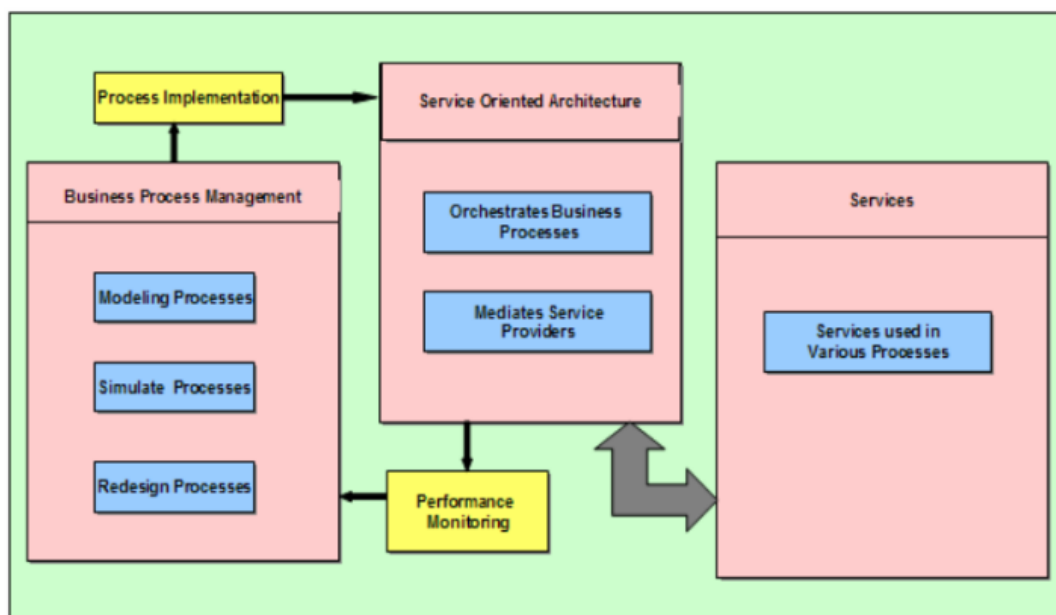 Process Implementation
Service Oriented Architecture
Business Process Management
Services
Orchestrates Business
Processes
Modeling Processes
Mediates Service
Providers
Services used in
Various Processes
Simulate Processes
Redesign Processes
Performance
Monitoring